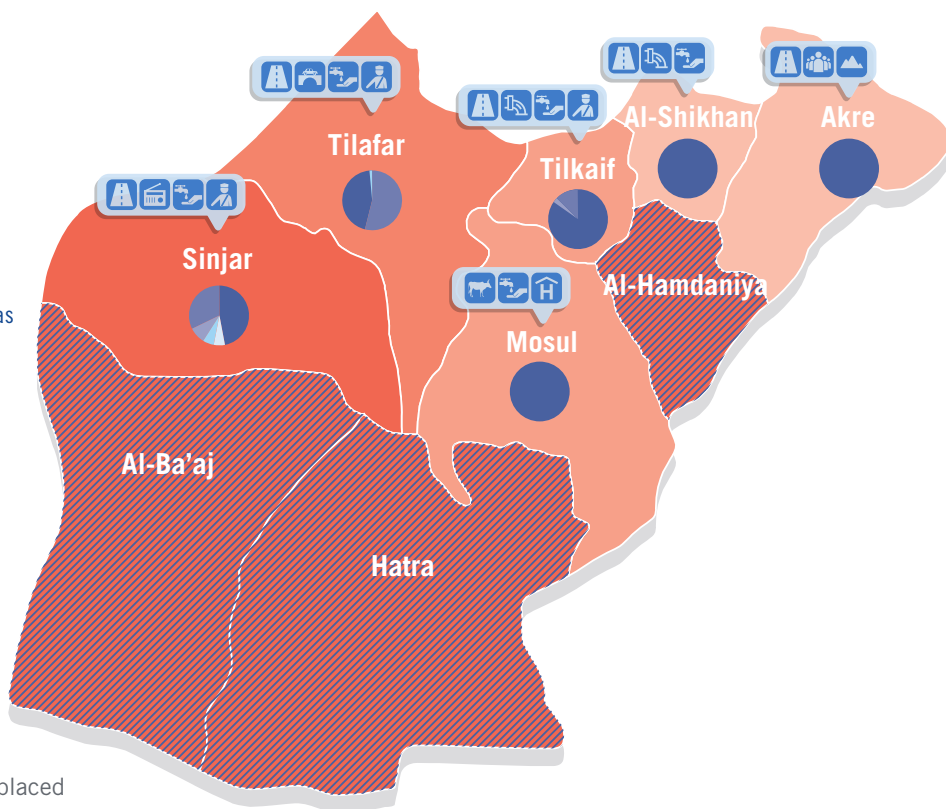 Al-Shikhan
Akre
Tilafar
Tilkaif
Sinjar
Al-Hamdaniya
as
Mosul
Al-Ba’aj
Hatra
placed
H